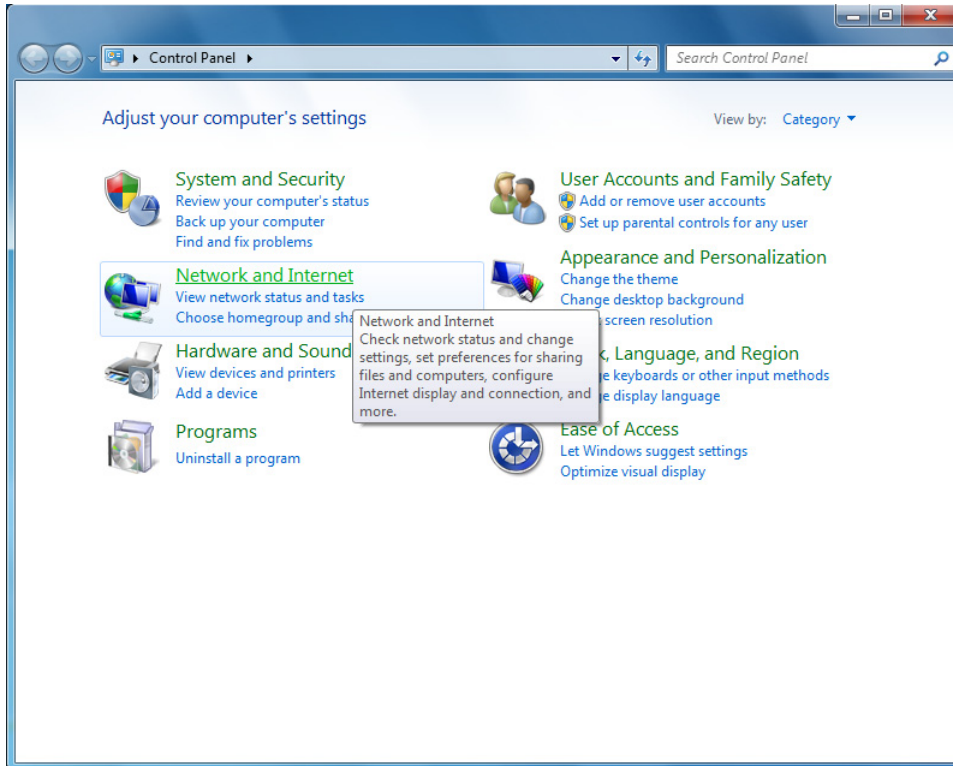 Control Panel
Search Control Panel
Adjust your computer's settings
View by: Category
System and Security
Review your computer's status
Back up your computer
Find and fix problems
Network and Internet
View network status and tasks
Choose homegroup and
Network and Internet
Check network status and change
settings, set preferences for sharing
files and computers, configure
Internet display and connection, and
more.
Hardware and Sound
View devices and printers
Add a device
Programs
Uninstall a program
User Accounts and Family Safety
Add or remove user accounts
Set up parental controls for any user
Appearance and Personalization
Change the theme
Change desktop background
screen resolution
Language, and Region
keyboards or other input methods
display language
Ease of Access
Let Windows suggest settings
Optimize visual display